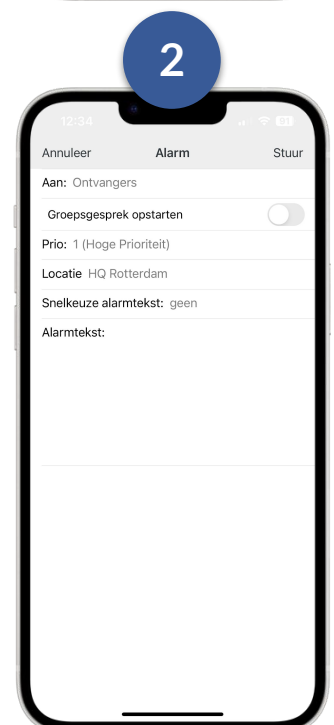 2
12:34
61
Annuleer Alarm Stuur
Aan: Ontvangers
Groepsgesprek opstarten
Prio: 1 (Hoge Prioriteit)
Locatie HQ Rotterdam
Snelkeuze alarmtekst: geen
Alarmtekst: